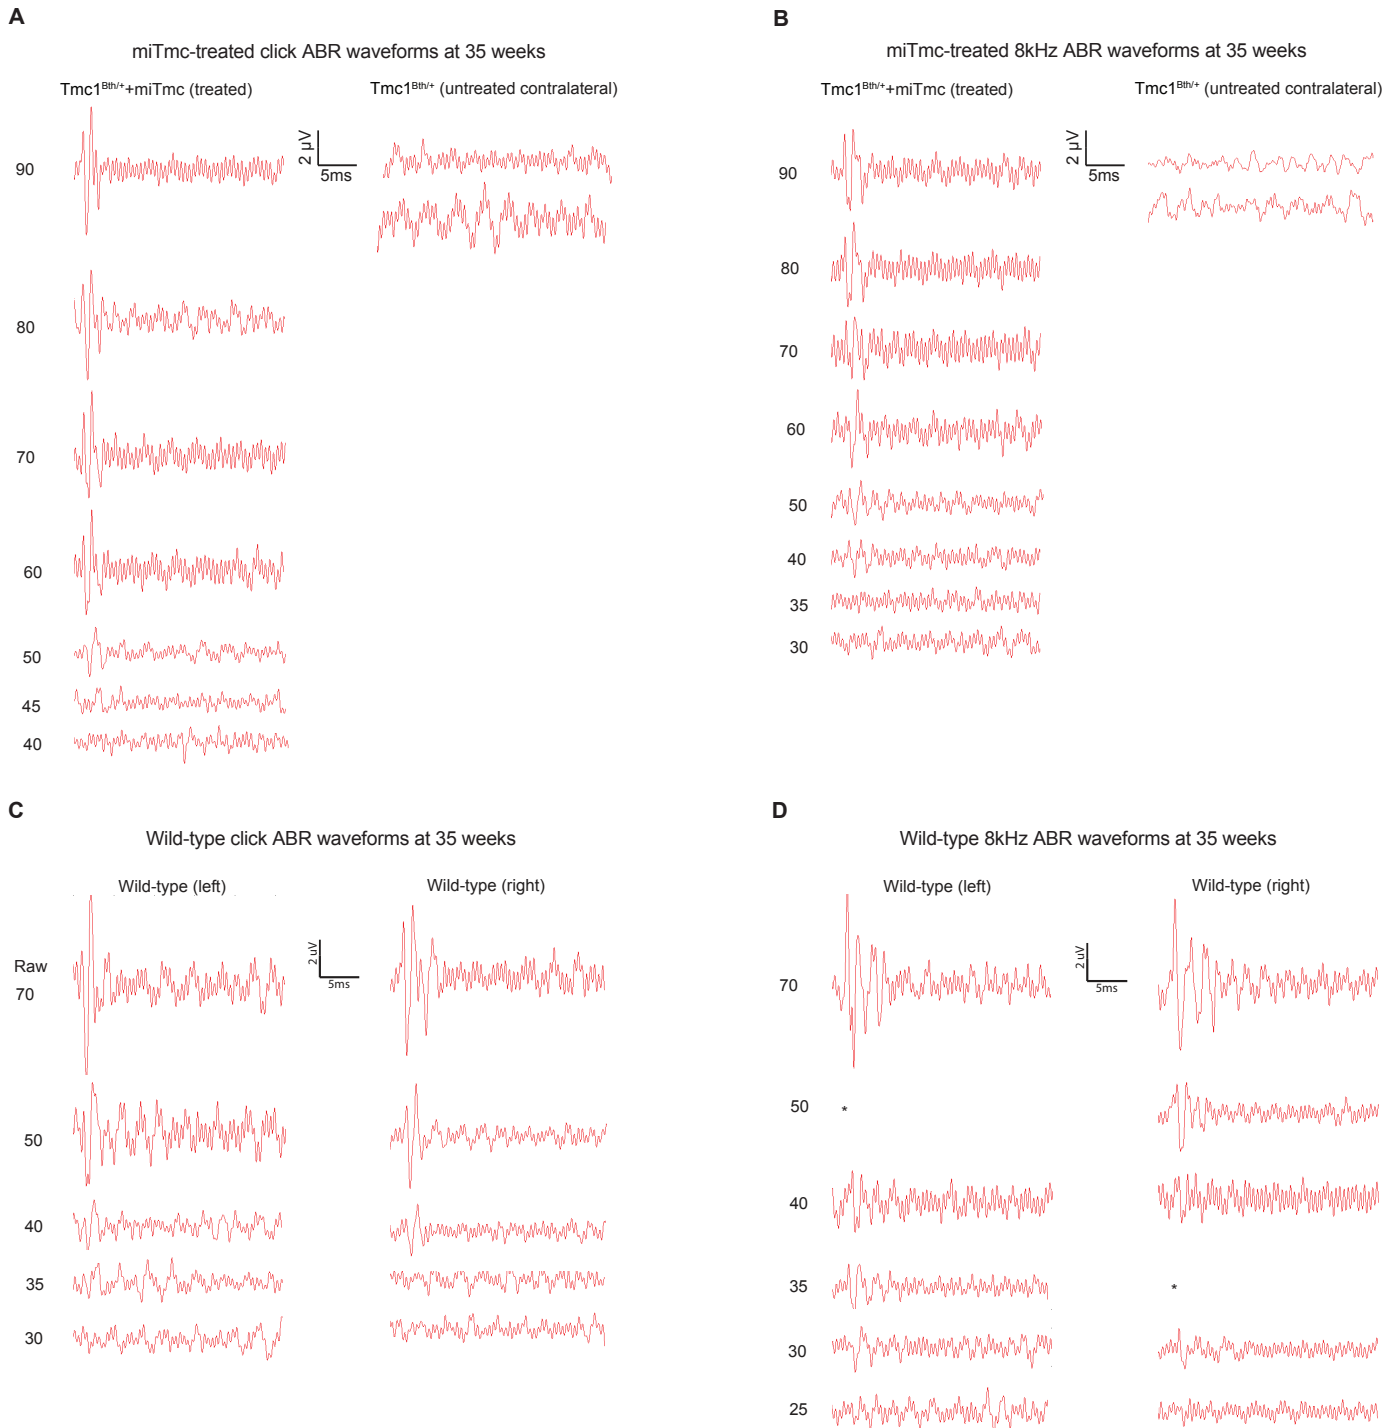 A
miTmc-treated click ABR waveforms at 35 weeks
Tmc1Bth/++miTmc (treated)
Tmc1Bth/+ (untreated contralateral)
2 µV
5ms
90
80
70
60
50
45
40
B
miTmc-treated 8kHz ABR waveforms at 35 weeks
Tmc1Bth/++miTmc (treated)
Tmc1Bth/+ (untreated contralateral)
2 µV
5ms
90
80
70
60
50
40
35
30
C
Wild-type click ABR waveforms at 35 weeks
Wild-type (left)
Wild-type (right)
2 uV
5ms
Raw
70
50
40
35
30
D
Wild-type 8kHz ABR waveforms at 35 weeks
Wild-type (left)
Wild-type (right)
2 uV
5ms
70
50
*
40
35
*
30
25